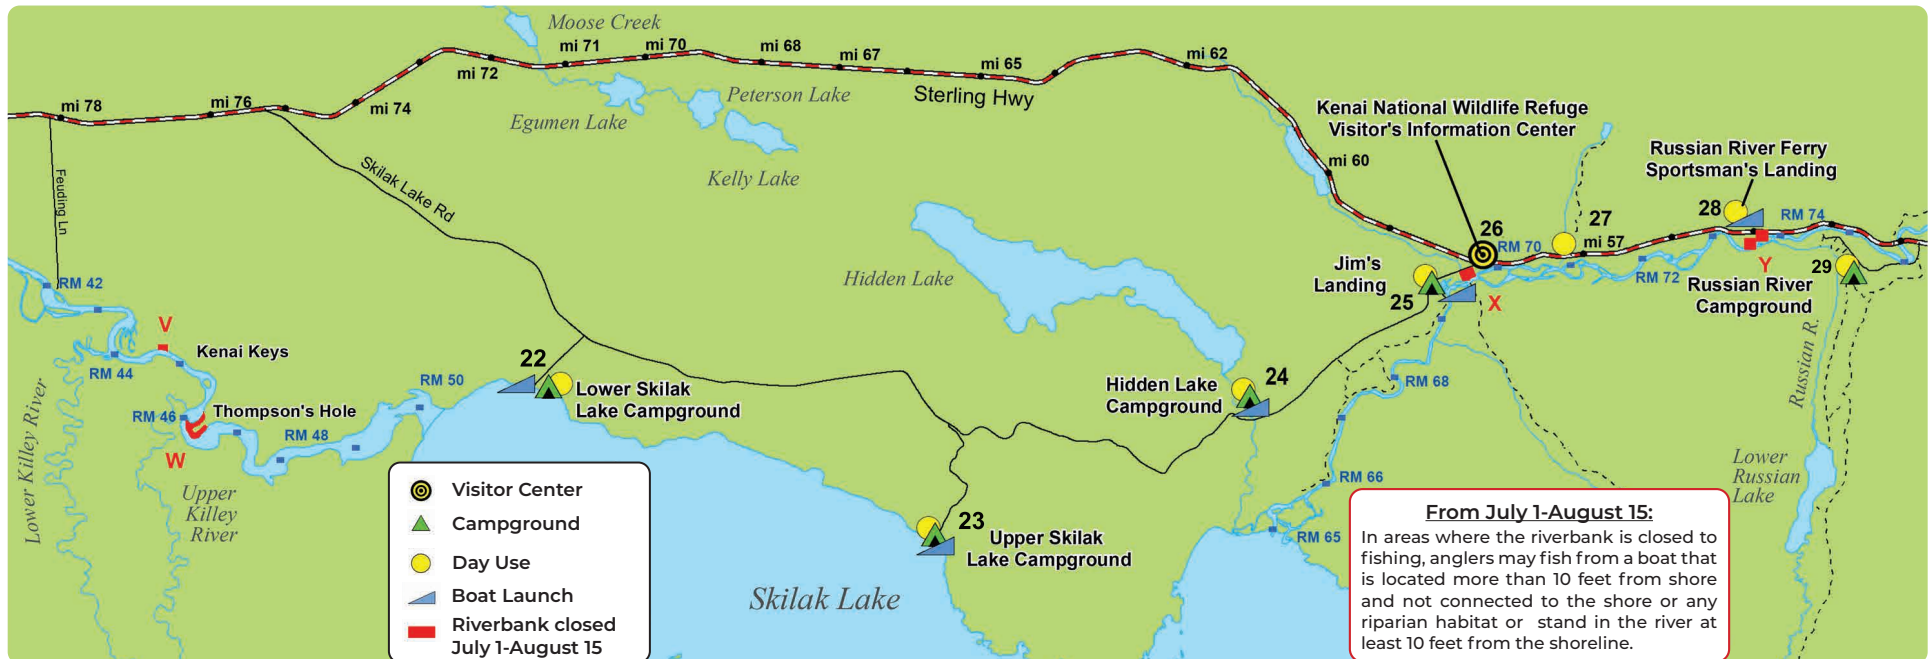 Moose Creek
mi 78
mi 76
mi 74
mi 72
mi 71
mi 70
mi 68
mi 67
mi 65
mi 62
mi 60
mi 57
Sterling Hwy
Egumen Lake
Peterson Lake
Kelly Lake
Feuding Ln
Skilak Lake Rd
Kenai National Wildlife Refuge
Visitor's Information Center
Russian River Ferry
Sportsman's Landing
26
27
28
RM 70
RM 72
RM 74
Y
29
Russian River
Campground
Jim's
Landing
25
X
Hidden Lake
RM 42
V
Kenai Keys
RM 44
RM 46
Thompson's Hole
W
RM 48
RM 50
Lower Killey River
Upper
Killey
River
22
Lower Skilak
Lake Campground
Hidden Lake
Campground
24
RM 68
RM 66
RM 65
Russian R.
Lower
Russian
Lake
23
Upper Skilak
Lake Campground
Skilak Lake
Visitor Center
Campground
Day Use
Boat Launch
Riverbank closed
July 1-August 15
From July 1-August 15:
In areas where the riverbank is closed to
fishing, anglers may fish from a boat that
is located more than 10 feet from shore
and not connected to the shore or any
riparian habitat or stand in the river at
least 10 feet from the shoreline.